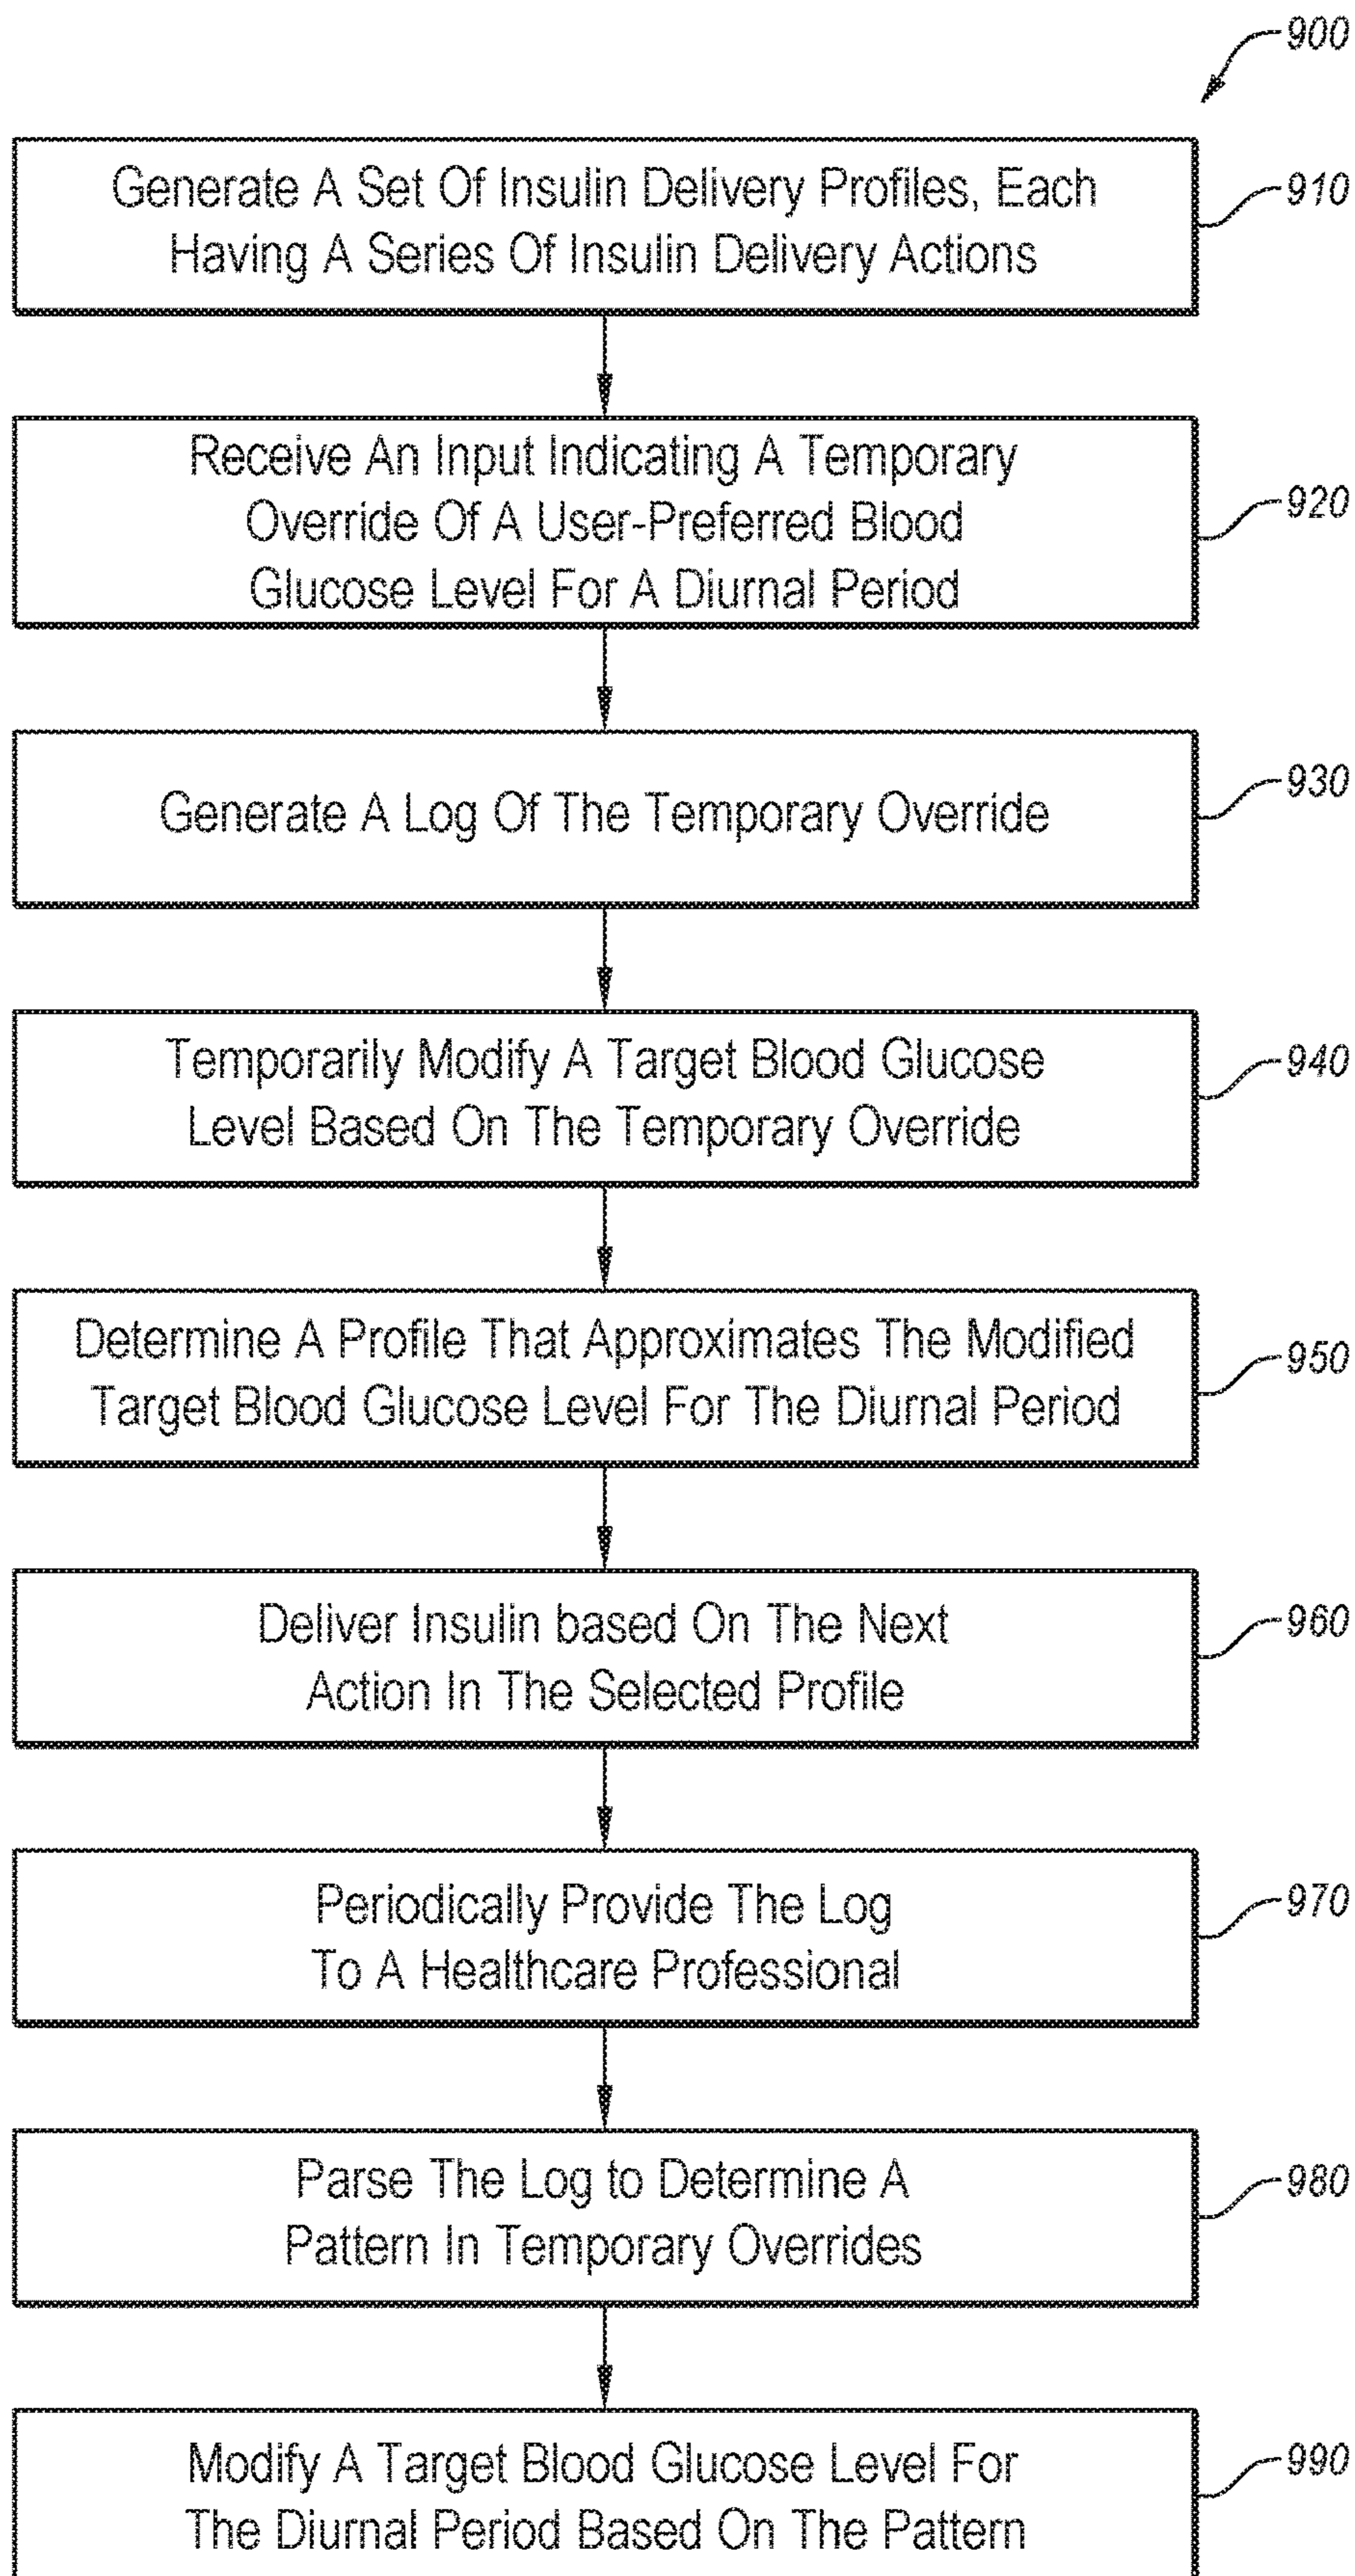 900
Generate A Set Of Insulin Delivery Profiles, Each
Having A Series Of Insulin Delivery Actions
910
Receive An Input Indicating A Temporary
Override Of A User-Preferred Blood
Glucose Level For A Diurnal Period
920
Generate A Log Of The Temporary Override
930
Temporarily Modify A Target Blood Glucose
Level Based On The Temporary Override
940
Determine A Profile That Approximates The Modified
Target Blood Glucose Level For The Diurnal Period
950
Deliver Insulin based On The Next
Action In The Selected Profile
960
Periodically Provide The Log
To A Healthcare Professional
970
Parse The Log to Determine A
Pattern In Temporary Overrides
980
Modify A Target Blood Glucose Level For
The Diurnal Period Based On The Pattern
990